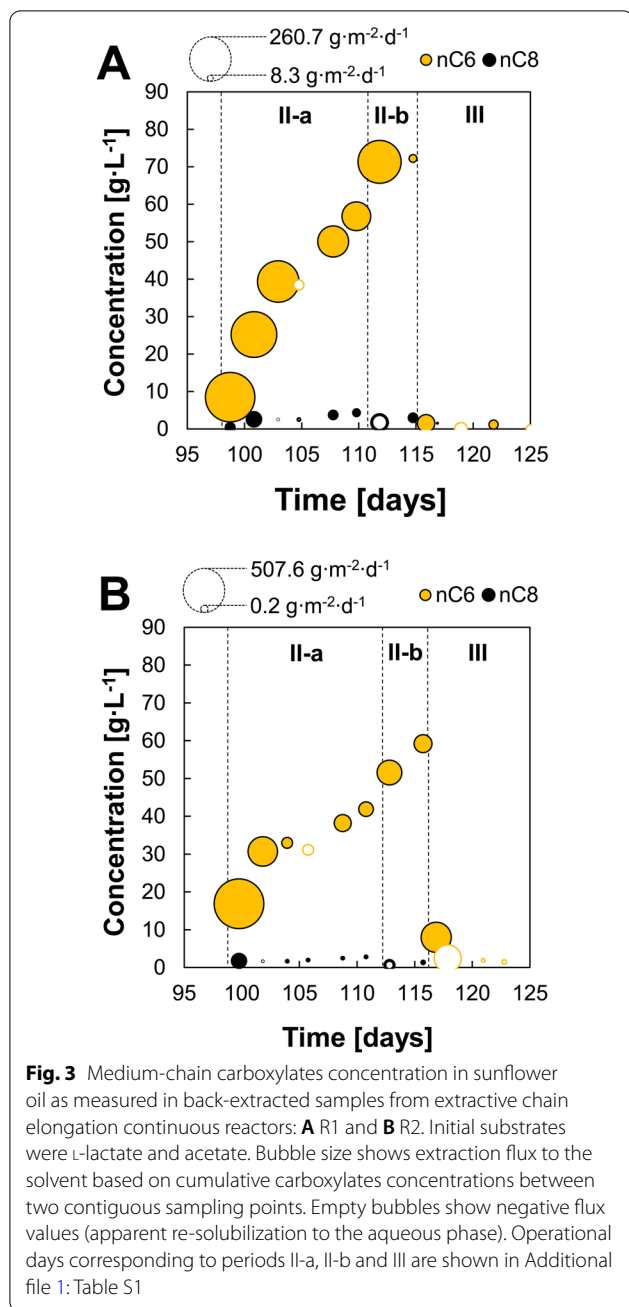 A
260.7 g·m-2·d-1
8.3 g·m-2·d-1
nC6 nC8
Concentration [g·L-1]
90
80
70
60
50
40
30
20
10
0
II-a II-b III
95 100 105 110 115 120 125
Time [days]
B
507.6 g·m-2·d-1
0.2 g·m-2·d-1
nC6 nC8
Concentration [g·L-1]
90
80
70
60
50
40
30
20
10
0
II-a II-b III
95 100 105 110 115 120 125
Time [days]
Fig. 3 Medium-chain carboxylates concentration in sunflower
oil as measured in back-extracted samples from extractive chain
elongation continuous reactors: A R1 and B R2. Initial substrates
were L-lactate and acetate. Bubble size shows extraction flux to the
solvent based on cumulative carboxylates concentrations between
two contiguous sampling points. Empty bubbles show negative flux
values (apparent re-solubilization to the aqueous phase). Operational
days corresponding to periods II-a, II-b and III are shown in Additional
file 1: Table S1